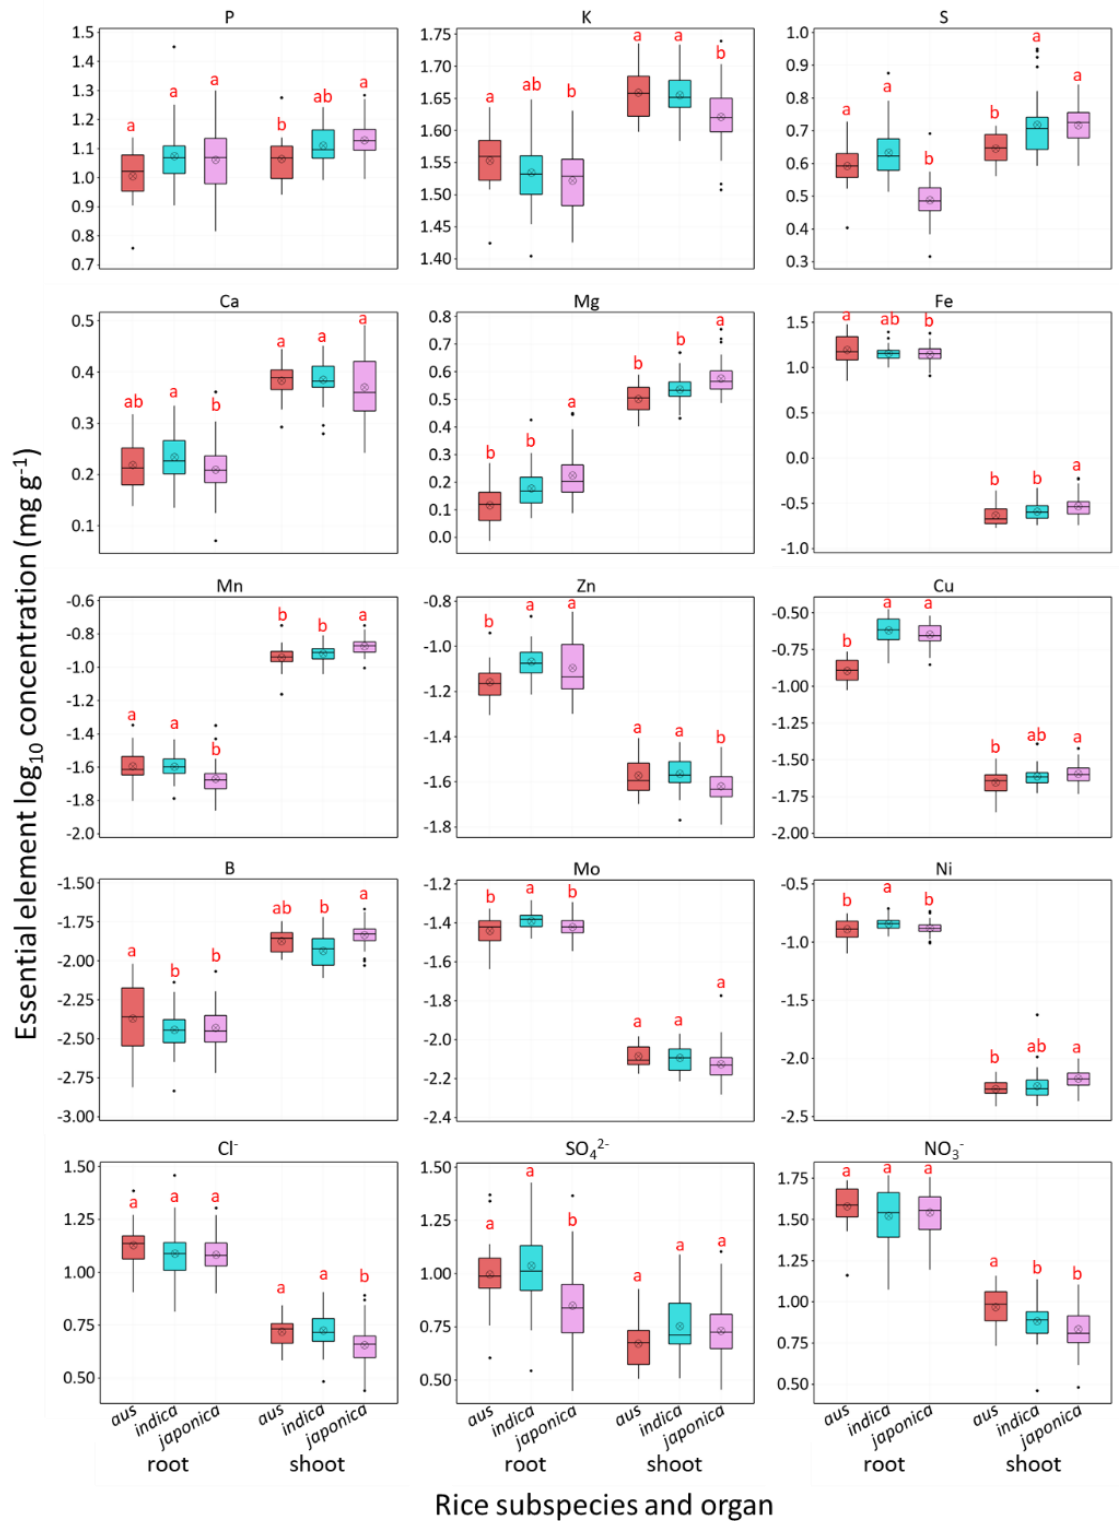 P K S
1.5 1.75 1.0
a a a
1.4 1.70 0.9
a a a ab b a
1.3 ab a b a
1.65 0.8
1.2 a b a a b
1.1 1.60 0.7
1.0 1.55 0.6 b
0.9 1.50 0.5
0.8 1.45 0.4
0.7 1.40 0.3
Ca Mg Fe
0.5 0.8 1.5
a a a a a ab b
0.7 b b
0.4 ab a b 0.6 1.0
0.5 0.5
0.3 0.4 a
0.3 b b 0.0
0.2 0.2 -0.5 b b a
0.1 0.1
0.0 -1.0
Mn Zn Cu
-0.6 -0.8 -0.50
b b a b a a b a a
-0.8 -1.0 -0.75
-1.0 -1.00
-1.2 -1.2 -1.25
-1.4 a a b -1.4 a a b b ab a
-1.6 -1.50
-1.6 -1.75
-1.8
-2.0 -1.8 -2.00
B Mo Ni
-1.50 -1.2 -0.5
ab b a b a b b a b
-1.75 -1.4
-2.00 a b b -1.6 -1.0
-2.25 -1.8 a a a -1.5
-2.50 -2.0 b ab a
-2.75 -2.2 -2.0
-3.00 -2.4 -2.5
Cl- SO42- NO3-
1.50 1.50 a 1.75 a a a
a a a a b
1.25 1.25 1.50
a a a 1.25
1.00 1.00 a b b
a a b 1.00
0.75 0.75 0.75
0.50 0.50 0.50
aus indica japonica aus indica japonica aus indica japonica aus indica japonica aus indica japonica aus indica japonica
root shoot root shoot root shoot
Essential element log10 concentration (mg g-1)
Rice subspecies and organ